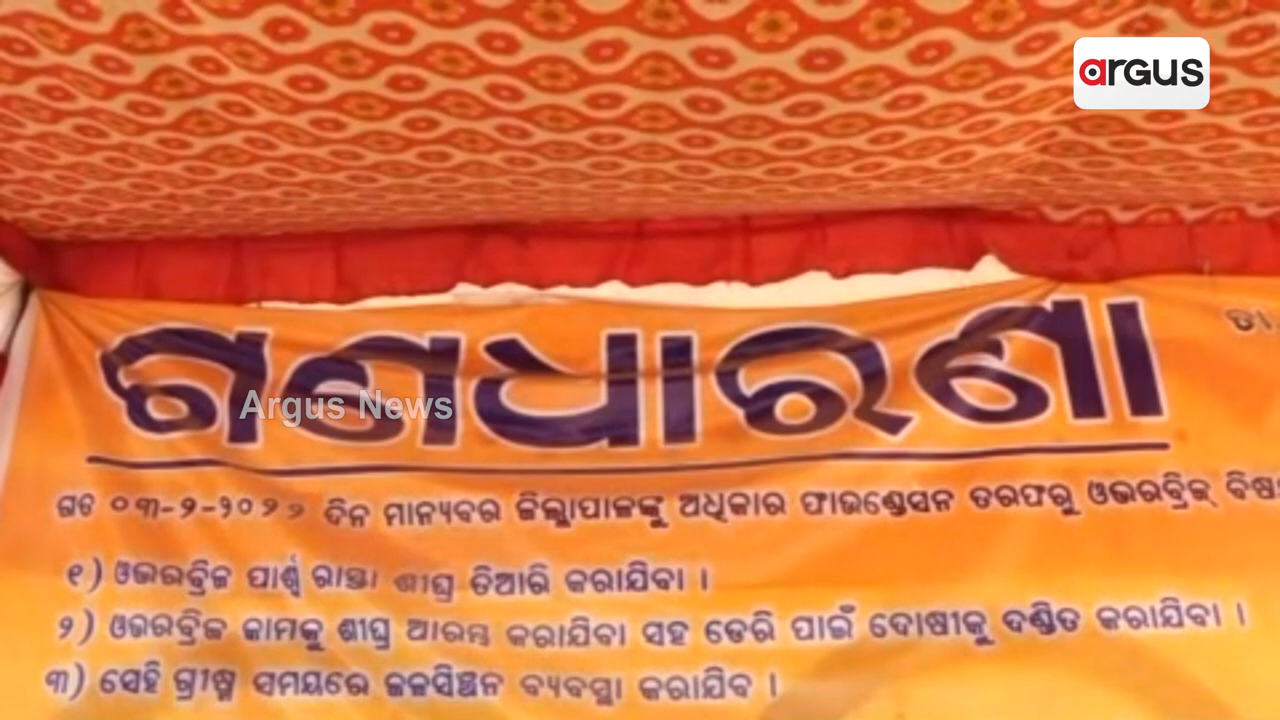 argus
ଗଣଧାରଣା
ତା
Argus News
ଗତ ୦୩-୨-୨୦୨୨ ଦିନ ମାନ୍ୟବର ଜିଲ୍ଲାପାଳଙ୍କୁ ଅଧିକାର ଫାଉଣ୍ଡେସନ ତରଫରୁ ଓଭରବ୍ରିଜ୍
୧) ଓଭରବ୍ରିଜ ପାର୍ଶ୍ଵ ରାସ୍ତା ଶୀଘ୍ର ତିଆରି କରାଯିବା ।
୨) ଓଭରବ୍ରିଜ କାମକୁ ଶୀଘ୍ର ଆରମ୍ଭ କରାଯିବା ସହ ଡେରି ପାଇଁ ଦୋଷୀକୁ ଦଣ୍ଡିତ କରାଯିବା ।
୩) ସେହି ଗ୍ରୀଷ୍ମ ସମୟରେ ଜଳସିଞ୍ଚନ ବ୍ୟବସ୍ଥା କରାଯିବ ।